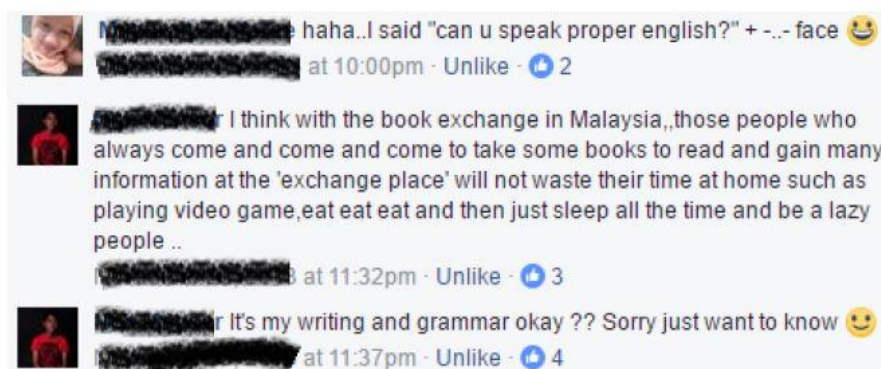 haha..I said "can u speak proper english?" + -..- face
at 10:00pm · Unlike · 2
I think with the book exchange in Malaysia,,those people who
always come and come and come to take some books to read and gain many
information at the 'exchange place' will not waste their time at home such as
playing video game,eat eat eat and then just sleep all the time and be a lazy
people ..
at 11:32pm · Unlike · 3
It's my writing and grammar okay ?? Sorry just want to know
at 11:37pm · Unlike · 4